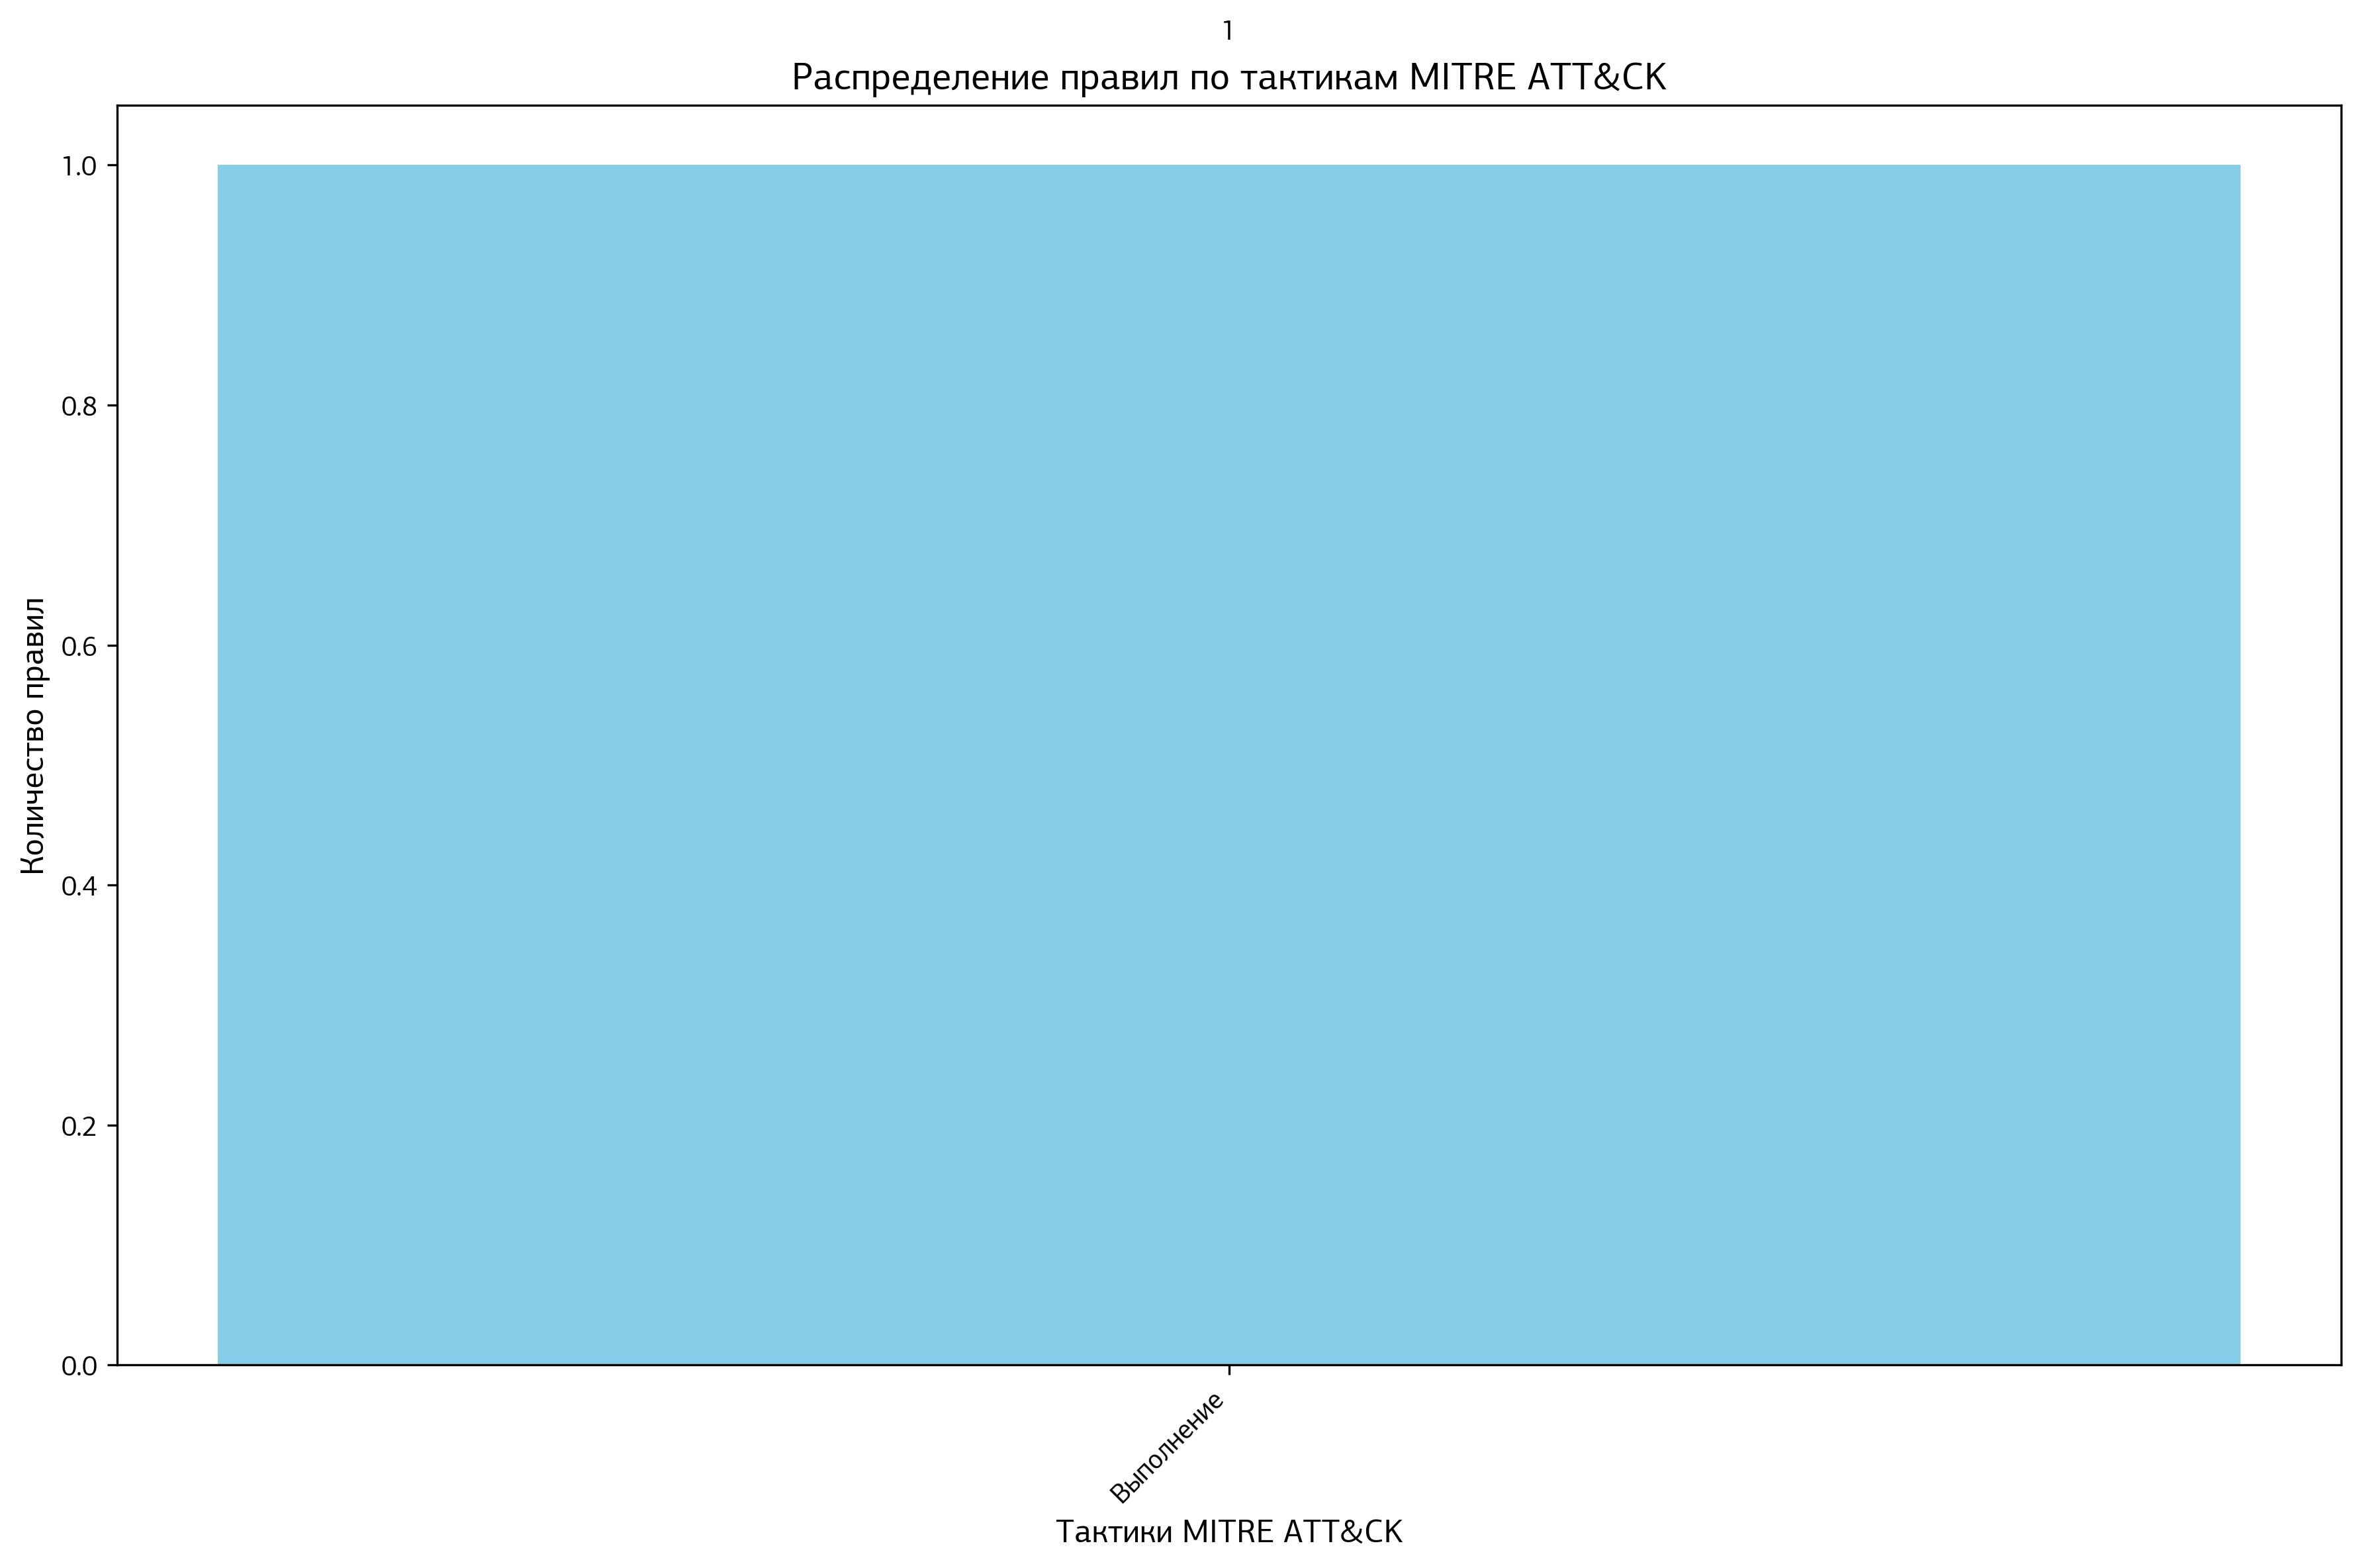 1
Распределение правил по тактикам MITRE ATT&CK
Количество правил
1.0
0.8
0.6
0.4
0.2
0.0
Выполнение
Тактики MITRE ATT&CK